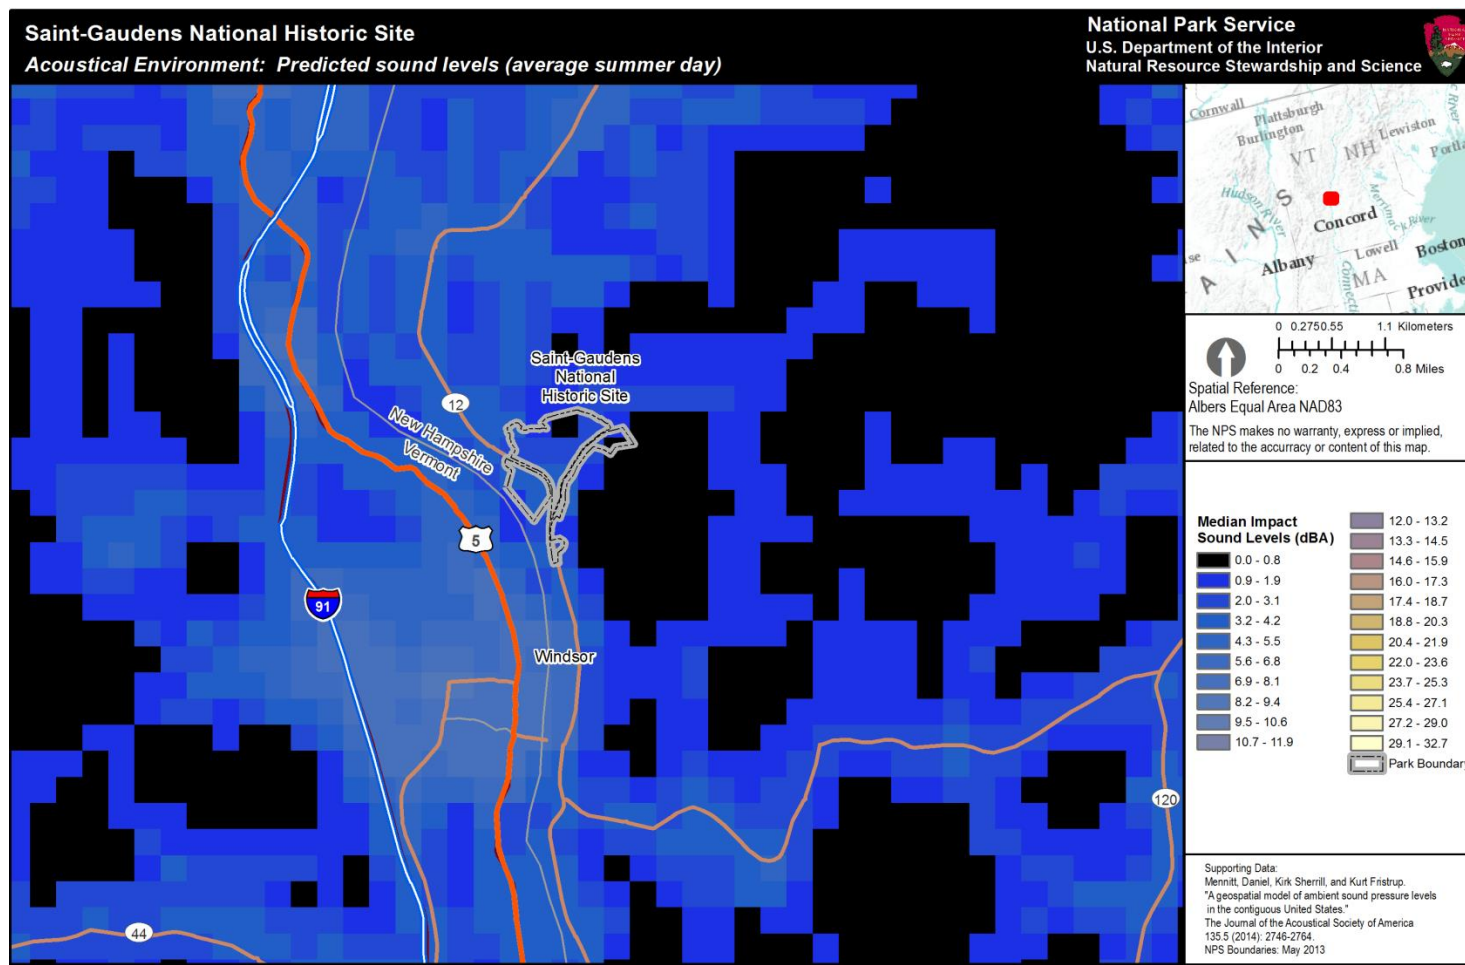 Saint-Gaudens National Historic Site
Acoustical Environment: Predicted sound levels (average summer day)
National Park Service
U.S. Department of the Interior
Natural Resource Stewardship and Science
Cornwall
Plattsburgh
Burlington
Lewiston
VT
NH
Portla
Hudson River
Merrimack River
Concord
A I N S
Lowell
Boston
Albany
MA
Connecti
Provide
se
0 0.275 0.55 1.1 Kilometers
0 0.2 0.4 0.8 Miles
Spatial Reference:
Albers Equal Area NAD83
The NPS makes no warranty, express or implied,
related to the accurracy or content of this map.
Median Impact
Sound Levels (dBA)
0.0 - 0.8
0.9 - 1.9
2.0 - 3.1
3.2 - 4.2
4.3 - 5.5
5.6 - 6.8
6.9 - 8.1
8.2 - 9.4
9.5 - 10.6
10.7 - 11.9
12.0 - 13.2
13.3 - 14.5
14.6 - 15.9
16.0 - 17.3
17.4 - 18.7
18.8 - 20.3
20.4 - 21.9
22.0 - 23.6
23.7 - 25.3
25.4 - 27.1
27.2 - 29.0
29.1 - 32.7
Park Boundary
Supporting Data:
Mennitt, Daniel, Kirk Sherrill, and Kurt Fristrup.
"A geospatial model of ambient sound pressure levels
in the contiguous United States."
The Journal of the Acoustical Society of America
135.5 (2014): 2746-2764.
NPS Boundaries: May 2013
Saint-Gaudens
National
Historic Site
12
New Hampshire
Vermont
5
91
Windsor
120
44